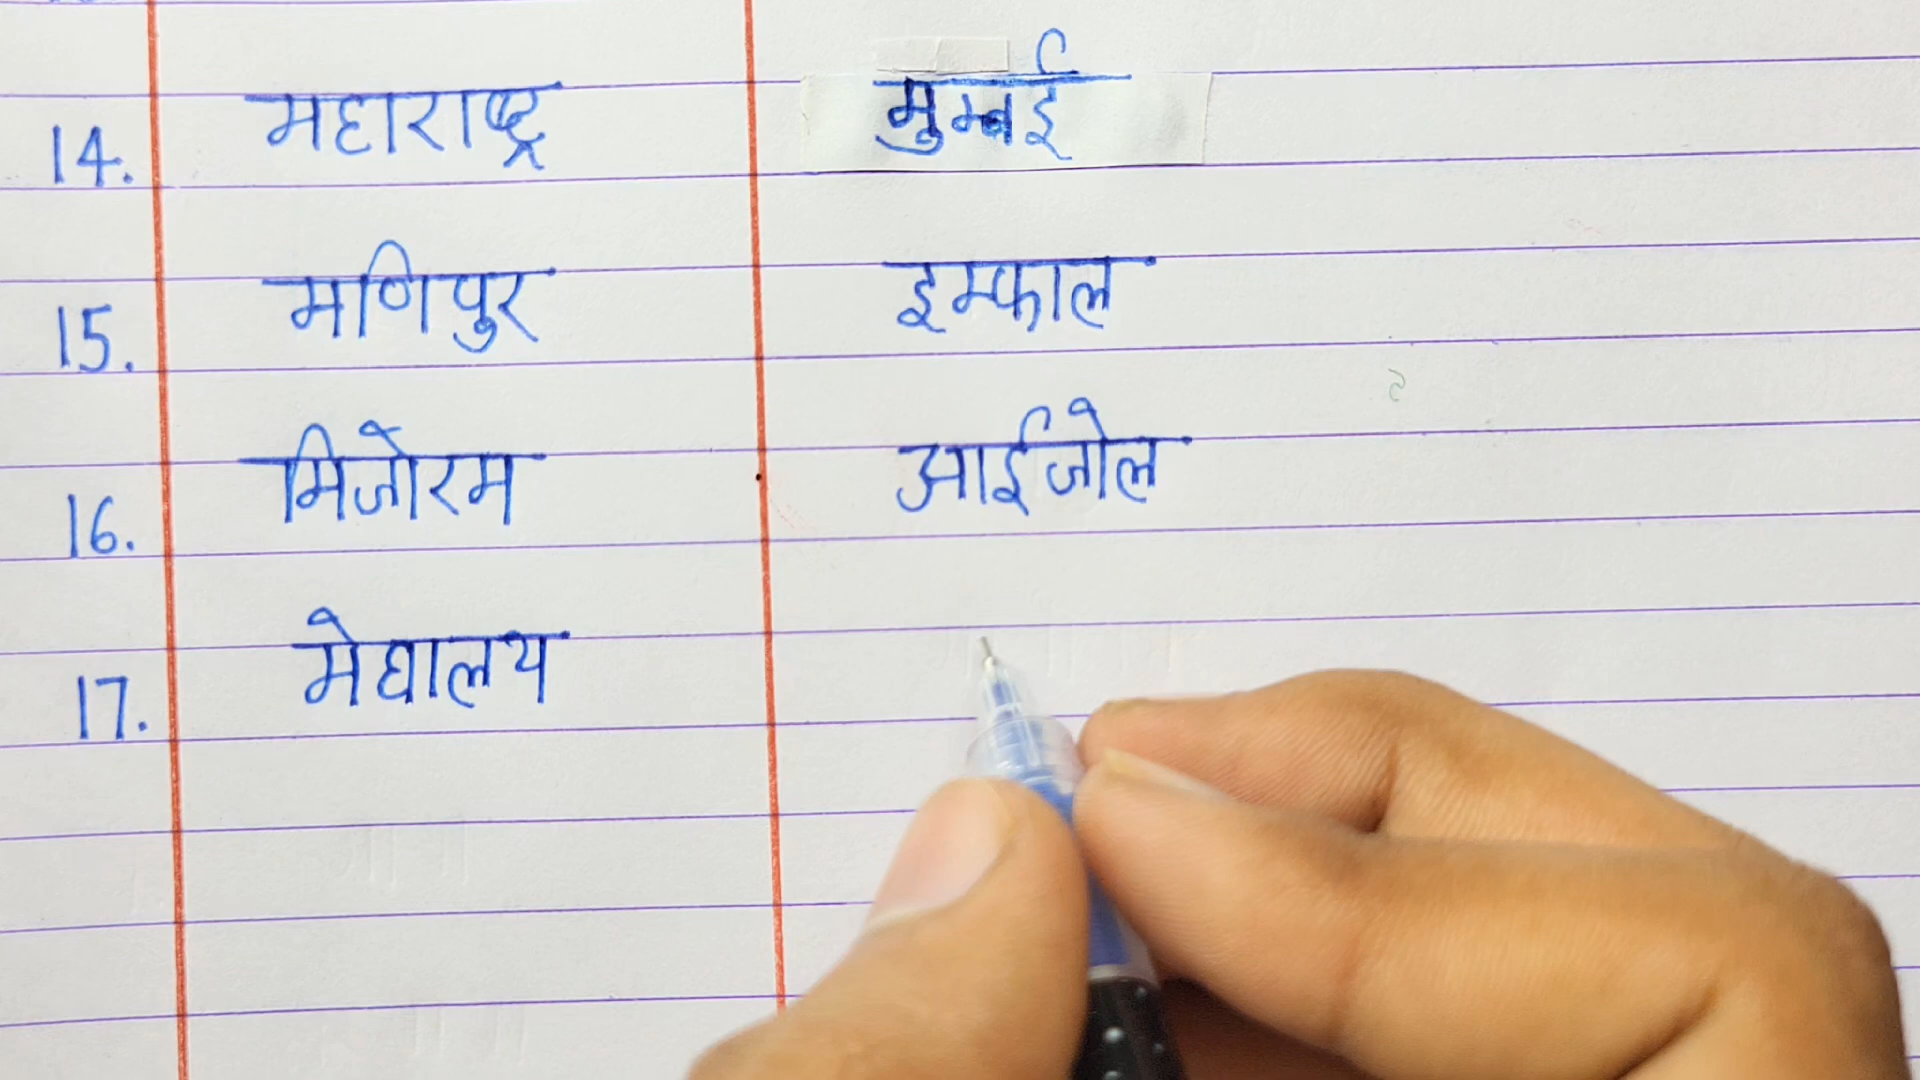 14. महाराष्ट्र मुम्बई
15. मणिपुर इम्फाल
16. मिजोरम आईजोल
17. मेघालय